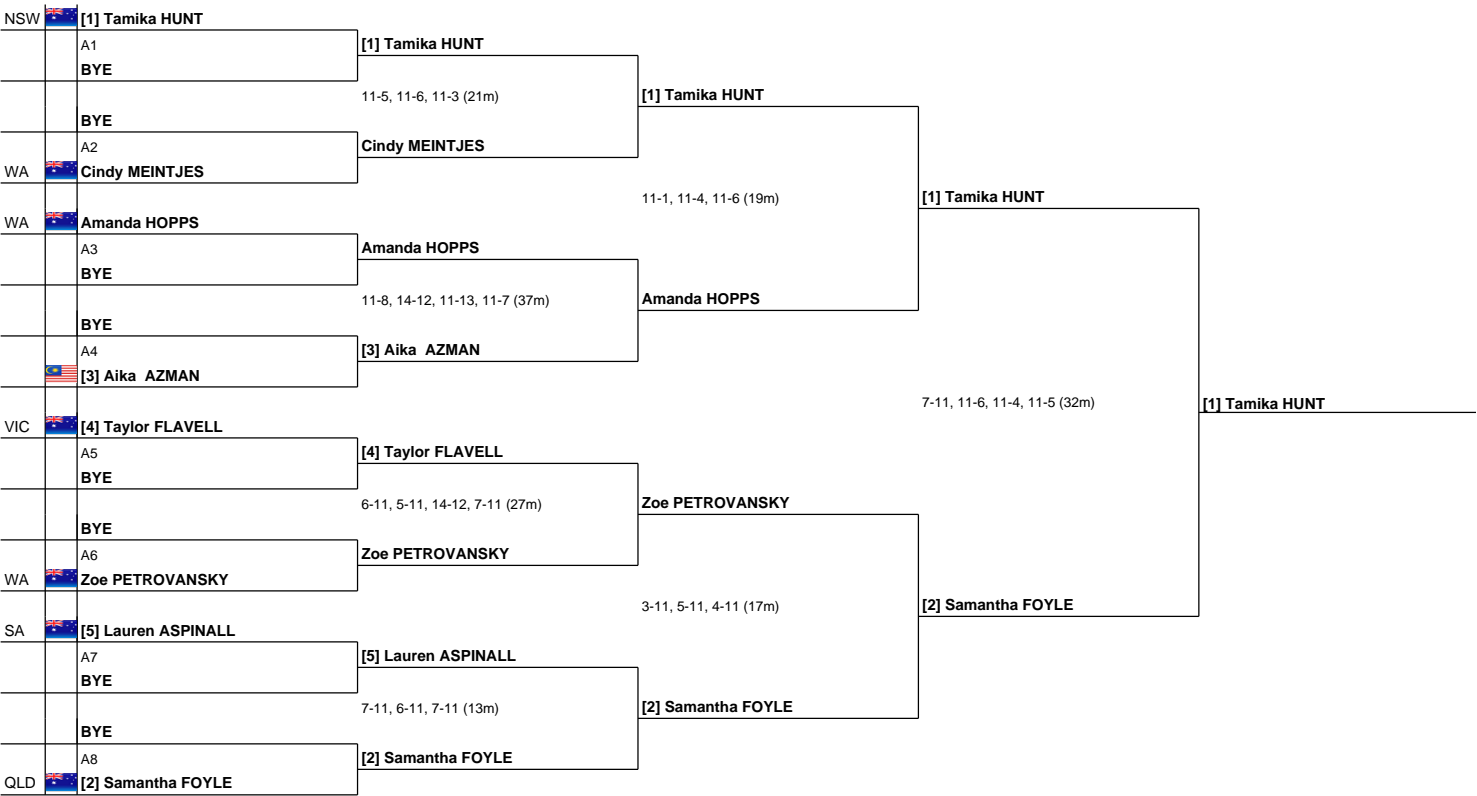 NSW [1] Tamika HUNT
A1 [1] Tamika HUNT
BYE
11-5, 11-6, 11-3 (21m) [1] Tamika HUNT
BYE
A2 Cindy MEINTJES
WA Cindy MEINTJES
11-1, 11-4, 11-6 (19m) [1] Tamika HUNT
WA Amanda HOPPS
A3 Amanda HOPPS
BYE
11-8, 14-12, 11-13, 11-7 (37m) Amanda HOPPS
BYE
A4 [3] Aika  AZMAN
[3] Aika  AZMAN
7-11, 11-6, 11-4, 11-5 (32m) [1] Tamika HUNT
VIC [4] Taylor FLAVELL
A5 [4] Taylor FLAVELL
BYE
6-11, 5-11, 14-12, 7-11 (27m) Zoe PETROVANSKY
BYE
A6 Zoe PETROVANSKY
WA Zoe PETROVANSKY
3-11, 5-11, 4-11 (17m) [2] Samantha FOYLE
SA [5] Lauren ASPINALL
A7 [5] Lauren ASPINALL
BYE
7-11, 6-11, 7-11 (13m) [2] Samantha FOYLE
BYE
A8 [2] Samantha FOYLE
QLD [2] Samantha FOYLE